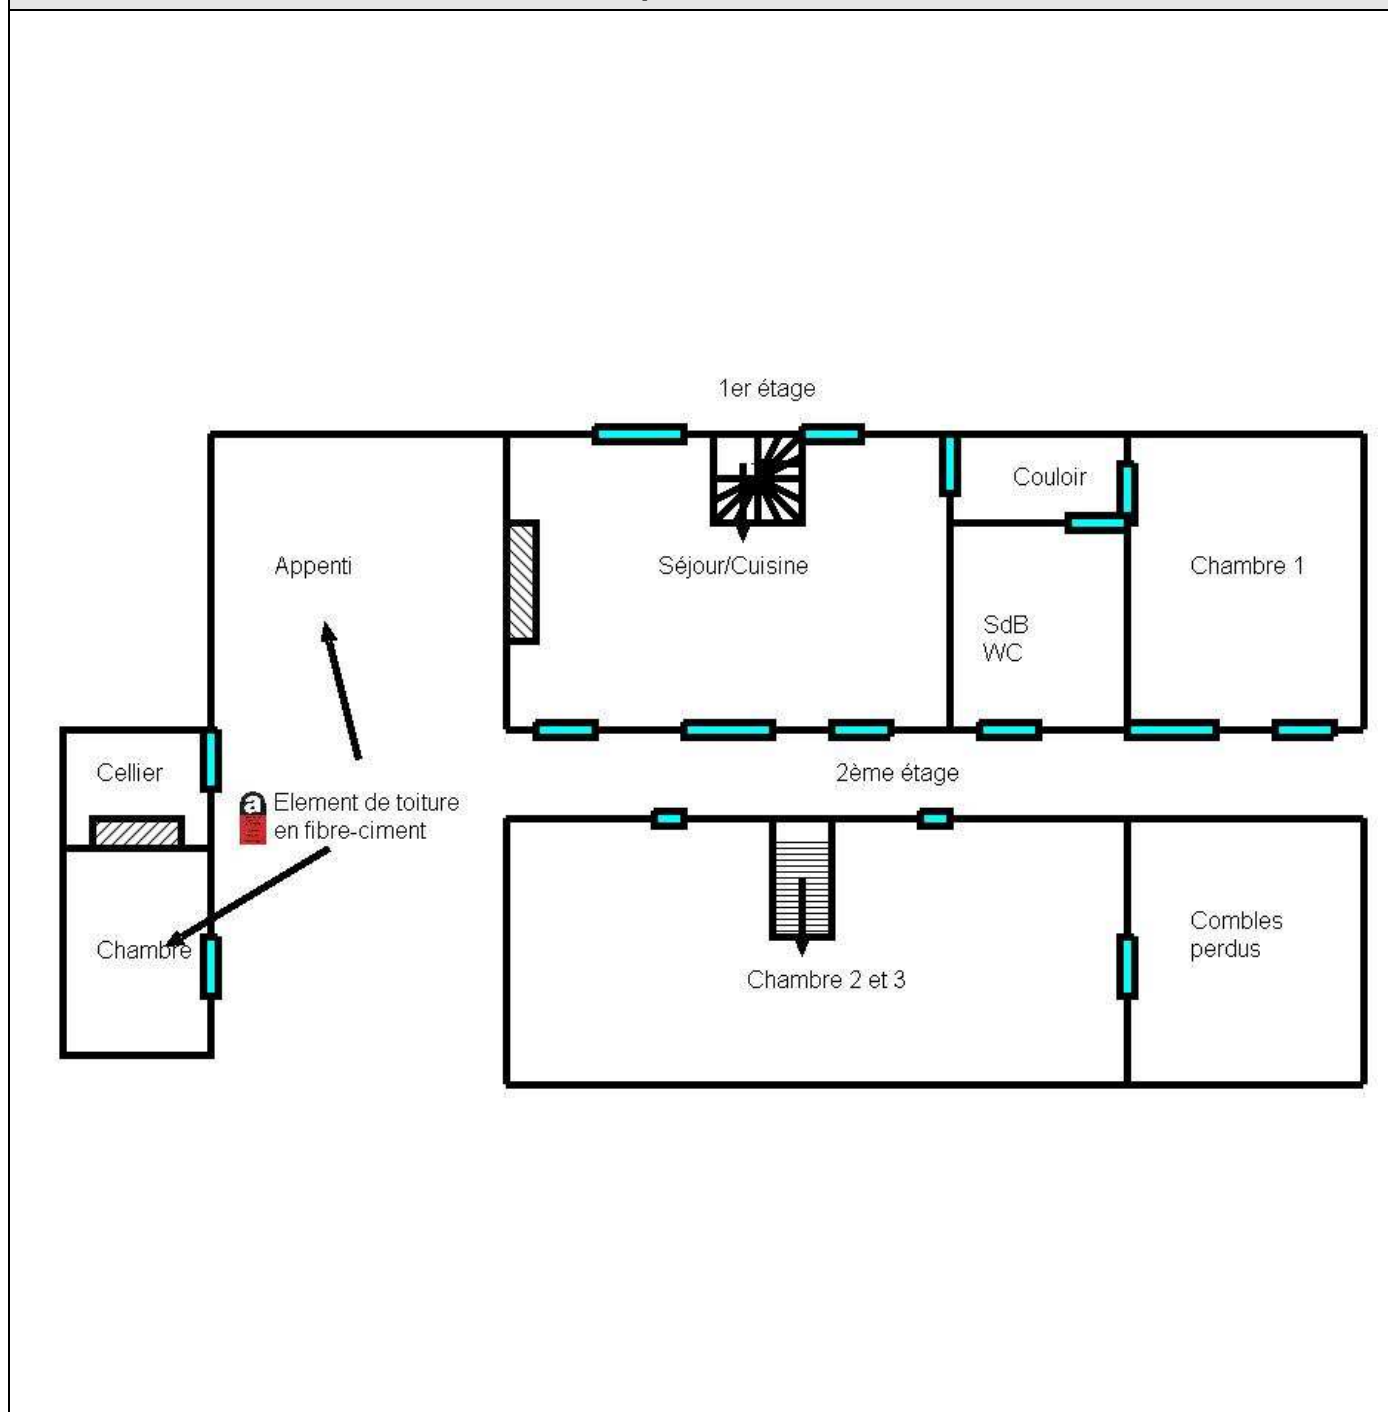 1er étage
Couloir
Appenti
Séjour/Cuisine
Chambre 1
SdB
WC
Cellier
2ème étage
a
Element de toiture
en fibre-ciment
Chambre
Combles
perdus
Chambre 2 et 3